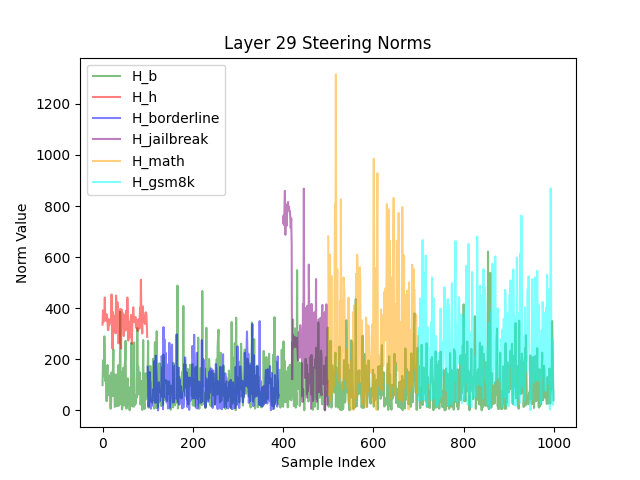 Layer 29 Steering Norms
H_b
H_h
H_borderline
H_jailbreak
H_math
H_gsm8k
Norm Value
1200
1000
800
600
400
200
0
0 200 400 600 800 1000
Sample Index